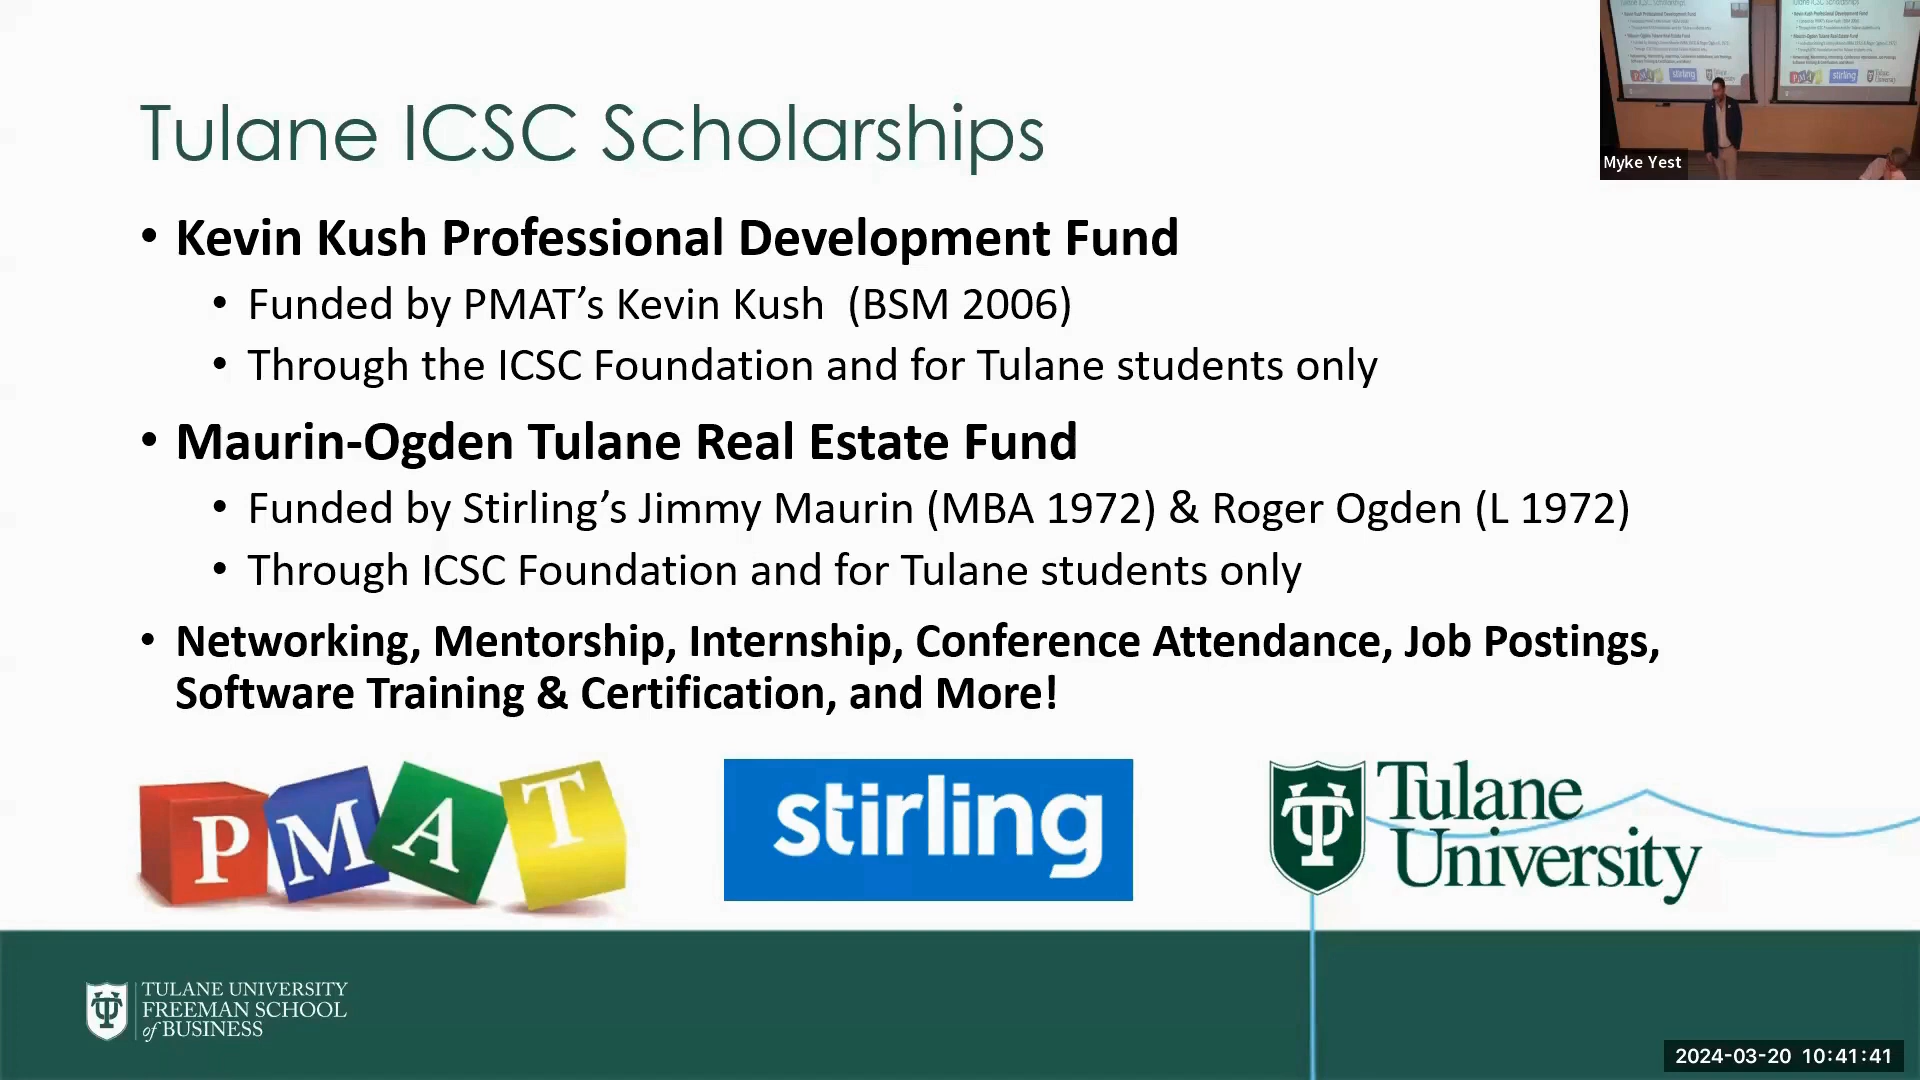 Tulane ICSC Scholarships
• Kevin Kush Professional Development Fund
• Funded by PMAT’s Kevin Kush (BSM 2006)
• Through the ICSC Foundation and for Tulane students only
• Maurin-Ogden Tulane Real Estate Fund
• Funded by Stirling’s Jimmy Maurin (MBA 1972) & Roger Ogden (L 1972)
• Through ICSC Foundation and for Tulane students only
• Networking, Mentorship, Internship, Conference Attendance, Job Postings,
Software Training & Certification, and More!
PMAT
stirling
Tulane
University
TULANE UNIVERSITY
FREEMAN SCHOOL
of BUSINESS
Myke Yest
2024-03-20 10:41:41